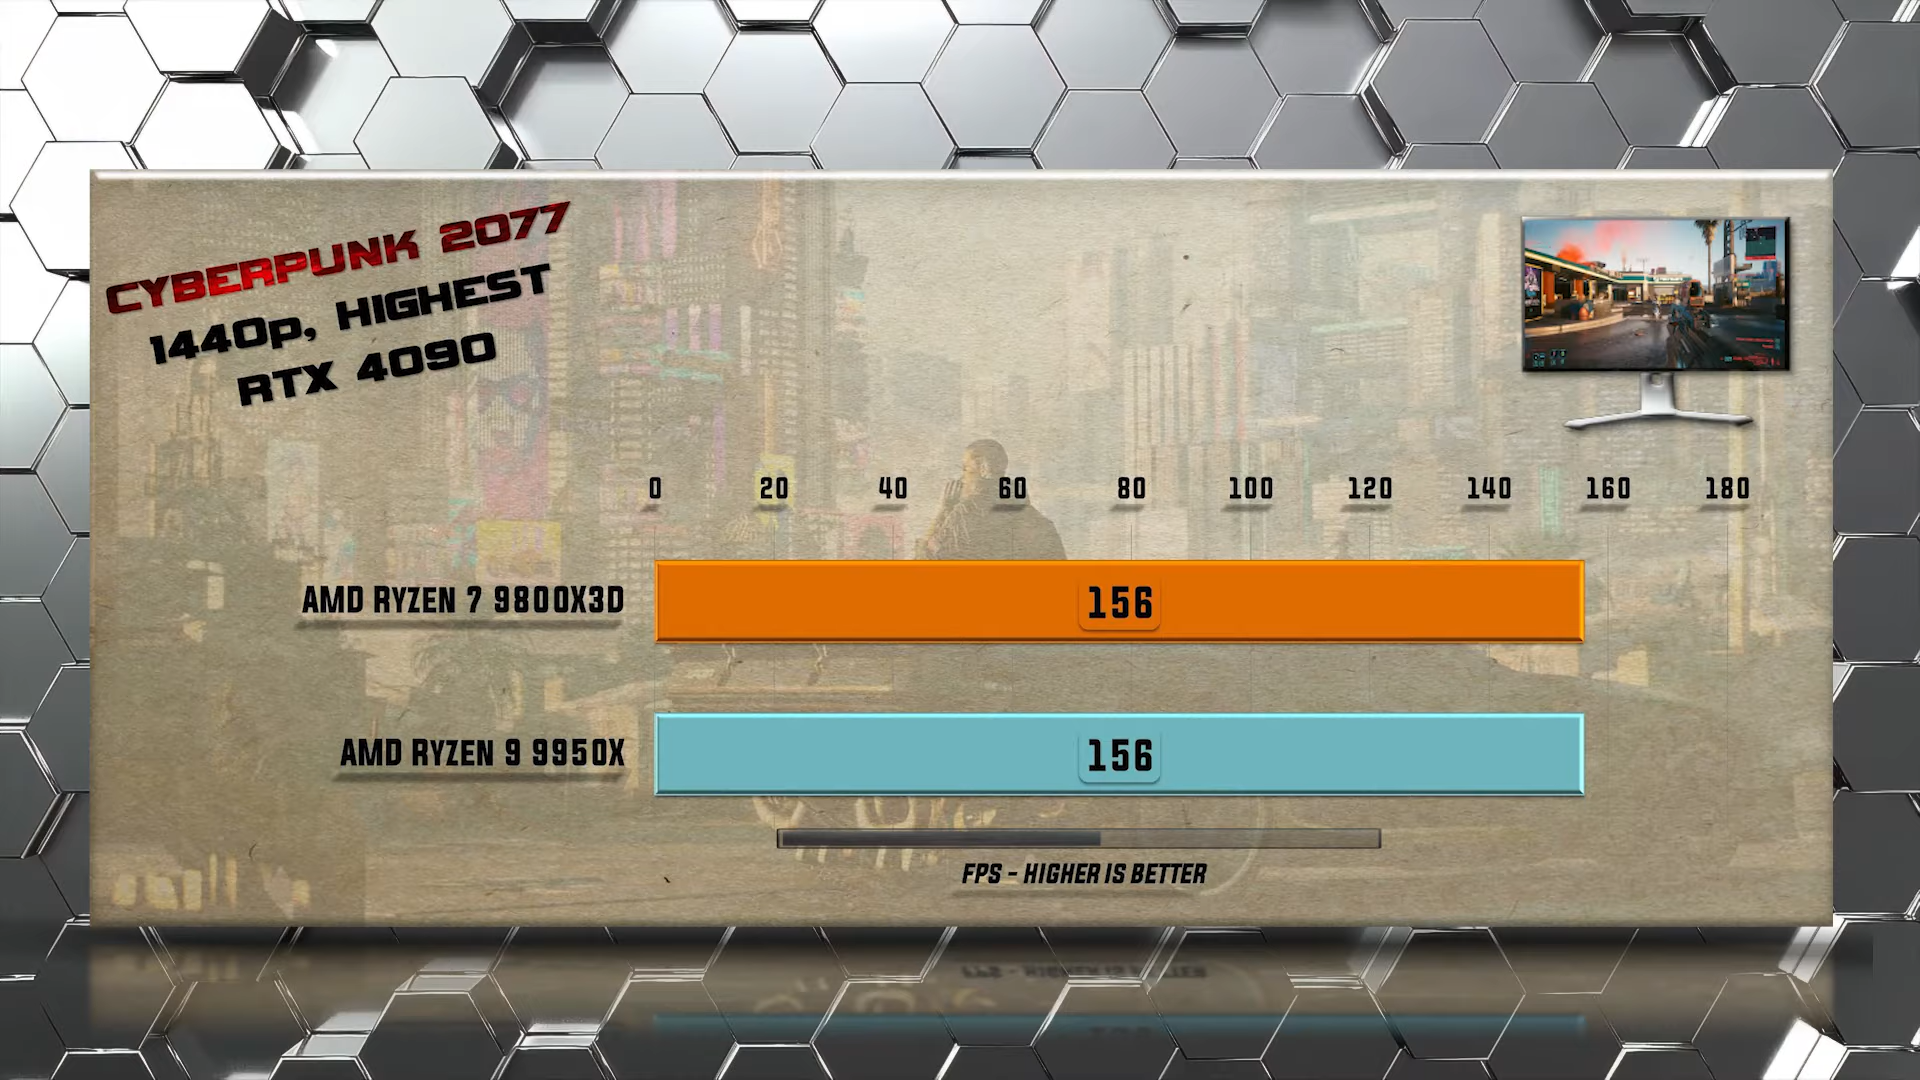 CYBERPUNK 2077
1440p, HIGHEST
RTX 4090
0 20 40 60 80 100 120 140 160 180
AMD RYZEN 7 9800X3D 156
AMD RYZEN 9 9950X 156
FPS - HIGHER IS BETTER